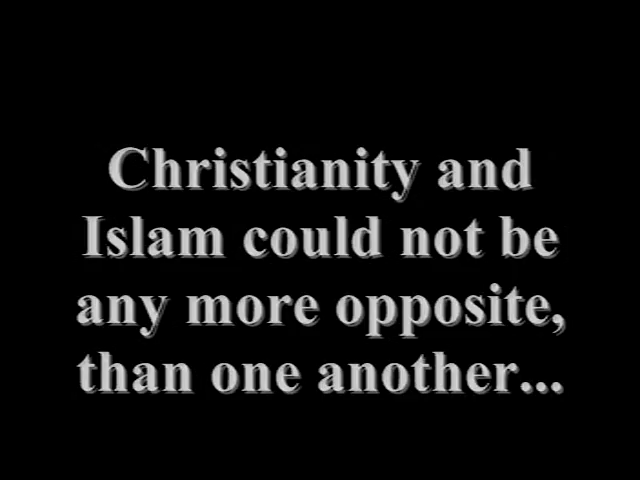 Christianity and
Islam could not be
any more opposite,
than one another...